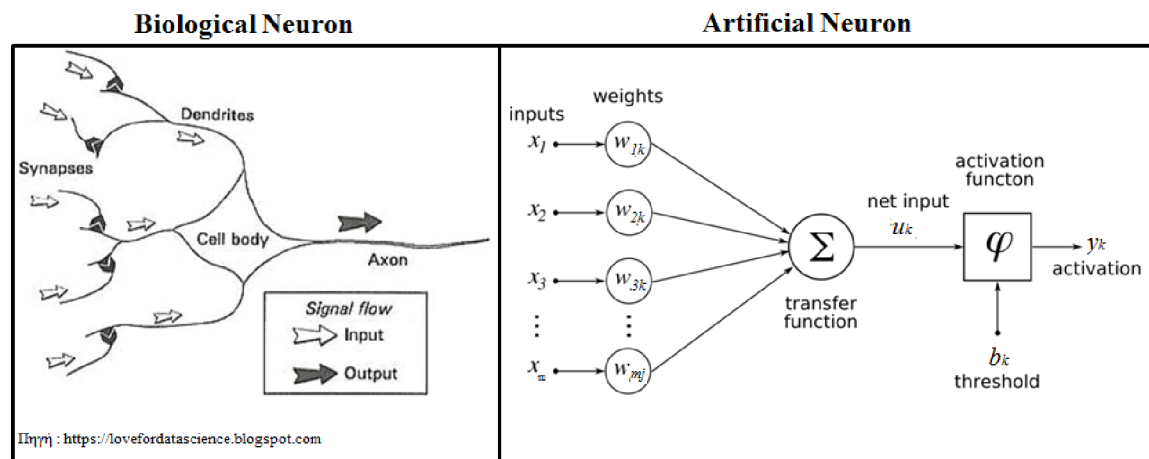 Biological Neuron
Dendrites
Synapses
Cell body
Axon
Signal flow
Input
Output
Πηγή : https://lovefordatascience.blogspot.com
Artificial Neuron
weights
inputs
x1
w1k
x2
w2k
x3
w3k
⋮ ⋮
xm
wmj
Σ
transfer
function
net input
uk
activation
functon
φ
yk
activation
bk
threshold